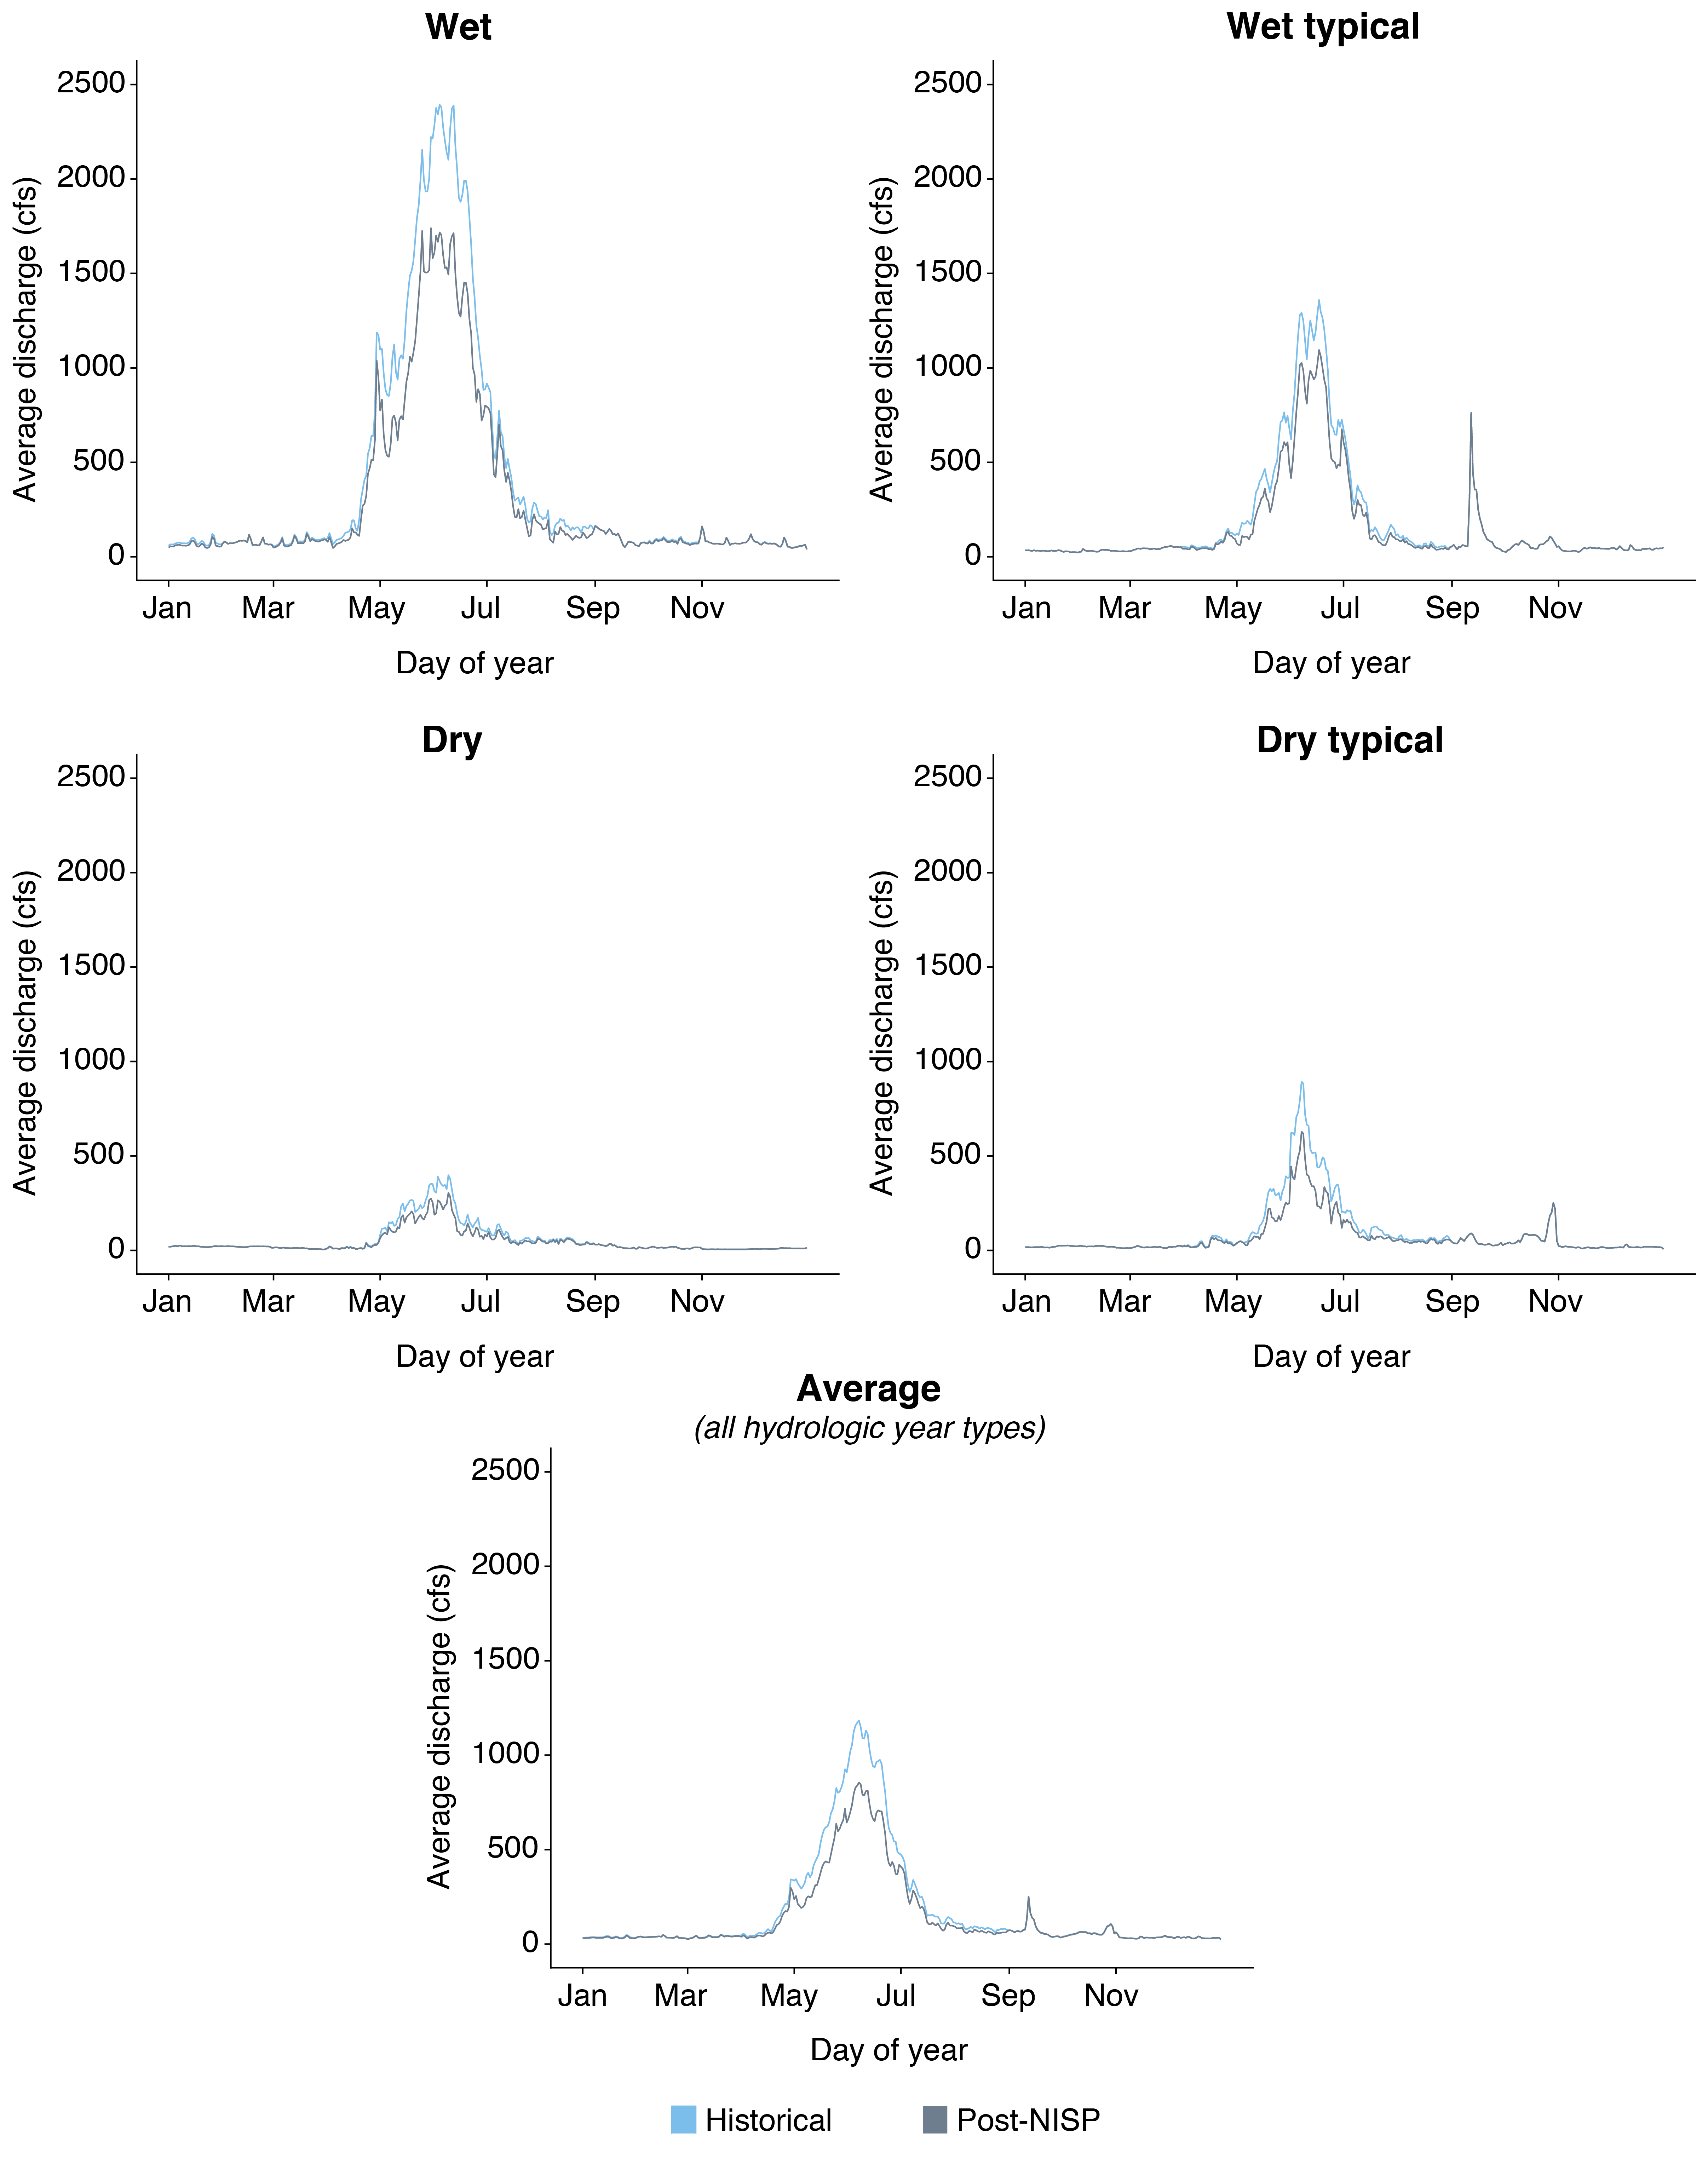 Wet
2500
2000
1500
1000
500
0
Average discharge (cfs)
Jan Mar May Jul Sep Nov
Day of year
Wet typical
2500
2000
1500
1000
500
0
Average discharge (cfs)
Jan Mar May Jul Sep Nov
Day of year
Dry
2500
2000
1500
1000
500
0
Average discharge (cfs)
Jan Mar May Jul Sep Nov
Day of year
Dry typical
2500
2000
1500
1000
500
0
Average discharge (cfs)
Jan Mar May Jul Sep Nov
Day of year
Average
(all hydrologic year types)
2500
2000
1500
1000
500
0
Average discharge (cfs)
Jan Mar May Jul Sep Nov
Day of year
Historical Post-NISP